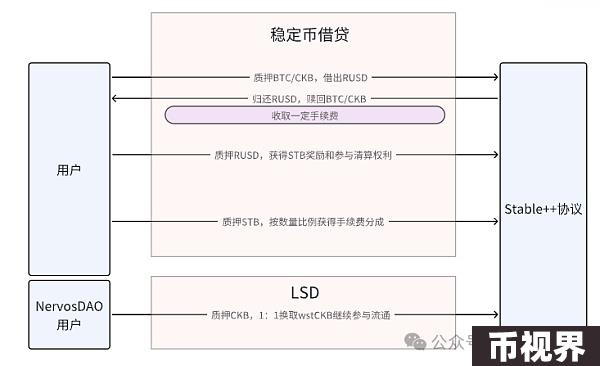 稳定币借贷
质押BTC/CKB，借出RUSD
归还RUSD，赎回BTC/CKB
收取一定手续费
用户
质押RUSD，获得STB奖励和参与清算权利
Stable++协议
质押STB，按数量比例获得手续费分成
LSD
NervosDAO
用户
质押CKB，1：1换取wstCKB继续参与流通
公众号
币视界